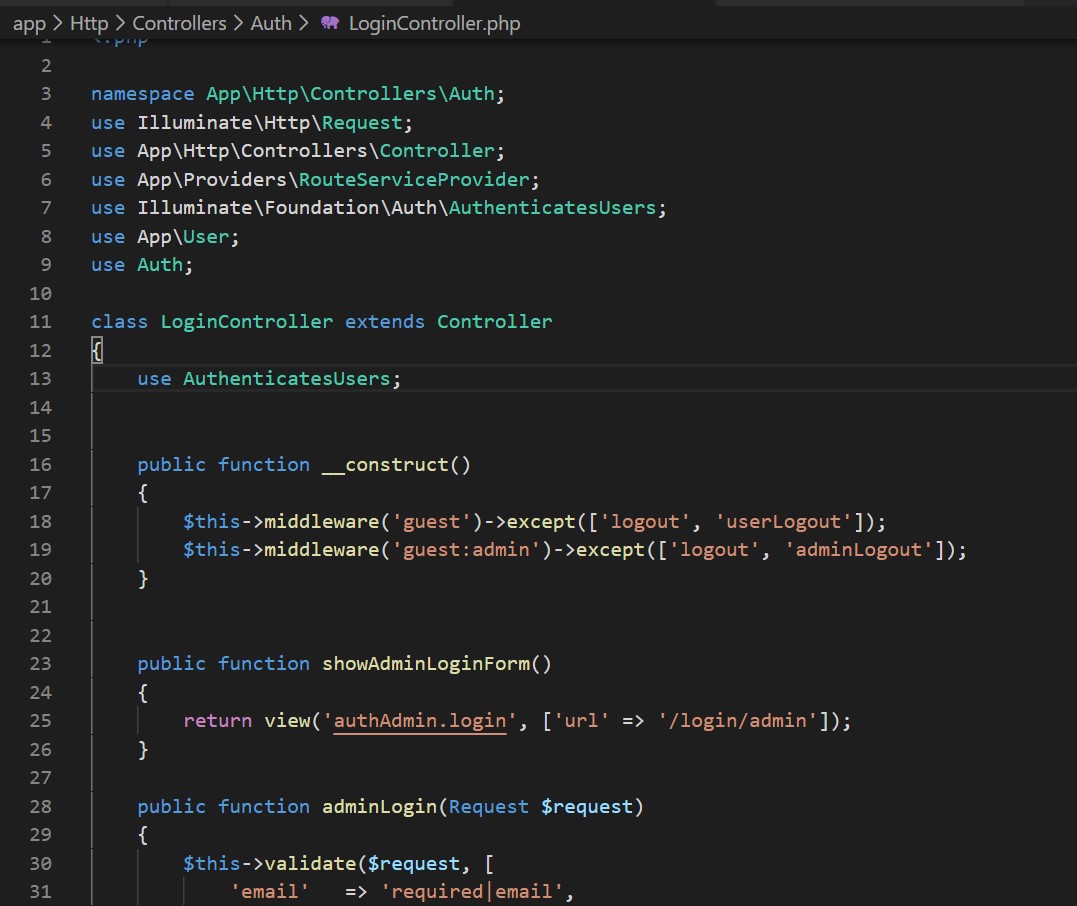 app > Http > Controllers > Auth > LoginController.php
1 <?php
2
3 namespace App\Http\Controllers\Auth;
4 use Illuminate\Http\Request;
5 use App\Http\Controllers\Controller;
6 use App\Providers\RouteServiceProvider;
7 use Illuminate\Foundation\Auth\AuthenticatesUsers;
8 use App\User;
9 use Auth;
10
11 class LoginController extends Controller
12 {
13     use AuthenticatesUsers;
14
15
16     public function __construct()
17     {
18         $this->middleware('guest')->except(['logout', 'userLogout']);
19         $this->middleware('guest:admin')->except(['logout', 'adminLogout']);
20     }
21
22
23     public function showAdminLoginForm()
24     {
25         return view('authAdmin.login', ['url' => '/login/admin']);
26     }
27
28     public function adminLogin(Request $request)
29     {
30         $this->validate($request, [
31             'email'   => 'required|email',